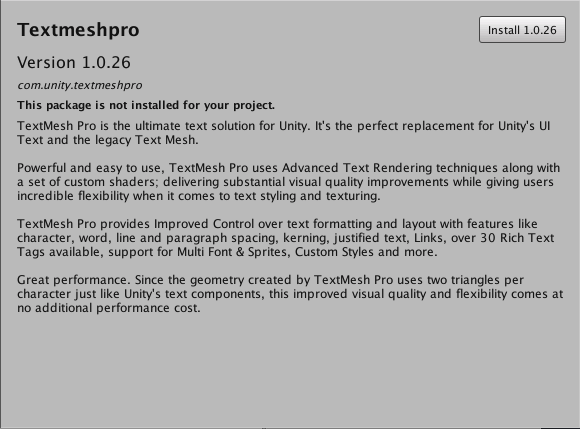 Textmeshpro
Install 1.0.26
Version 1.0.26
com.unity.textmeshpro
This package is not installed for your project.
TextMesh Pro is the ultimate text solution for Unity. It's the perfect replacement for Unity's UI
Text and the legacy Text Mesh.
Powerful and easy to use, TextMesh Pro uses Advanced Text Rendering techniques along with
a set of custom shaders; delivering substantial visual quality improvements while giving users
incredible flexibility when it comes to text styling and texturing.
TextMesh Pro provides Improved Control over text formatting and layout with features like
character, word, line and paragraph spacing, kerning, justified text, Links, over 30 Rich Text
Tags available, support for Multi Font & Sprites, Custom Styles and more.
Great performance. Since the geometry created by TextMesh Pro uses two triangles per
character just like Unity's text components, this improved visual quality and flexibility comes at
no additional performance cost.